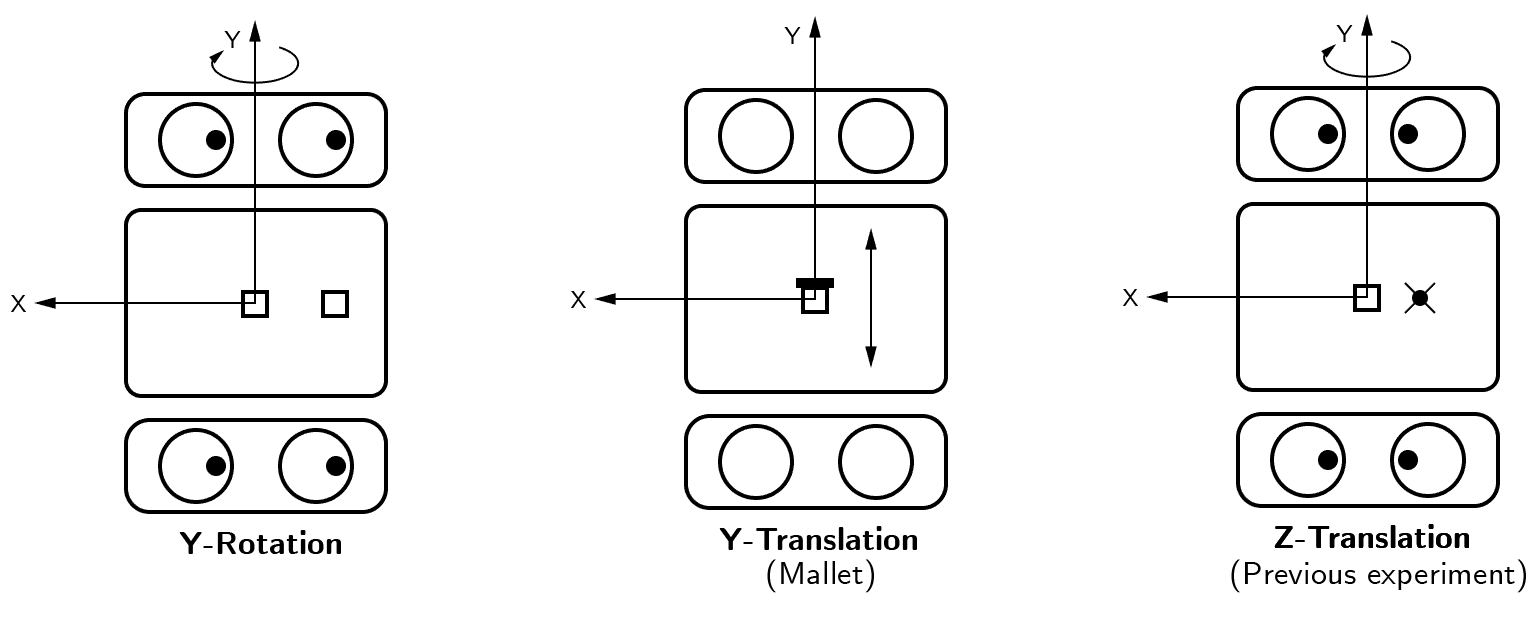 Y
X
Y-Rotation
Y
X
Y-Translation
(Mallet)
Y
X
Z-Translation
(Previous experiment)